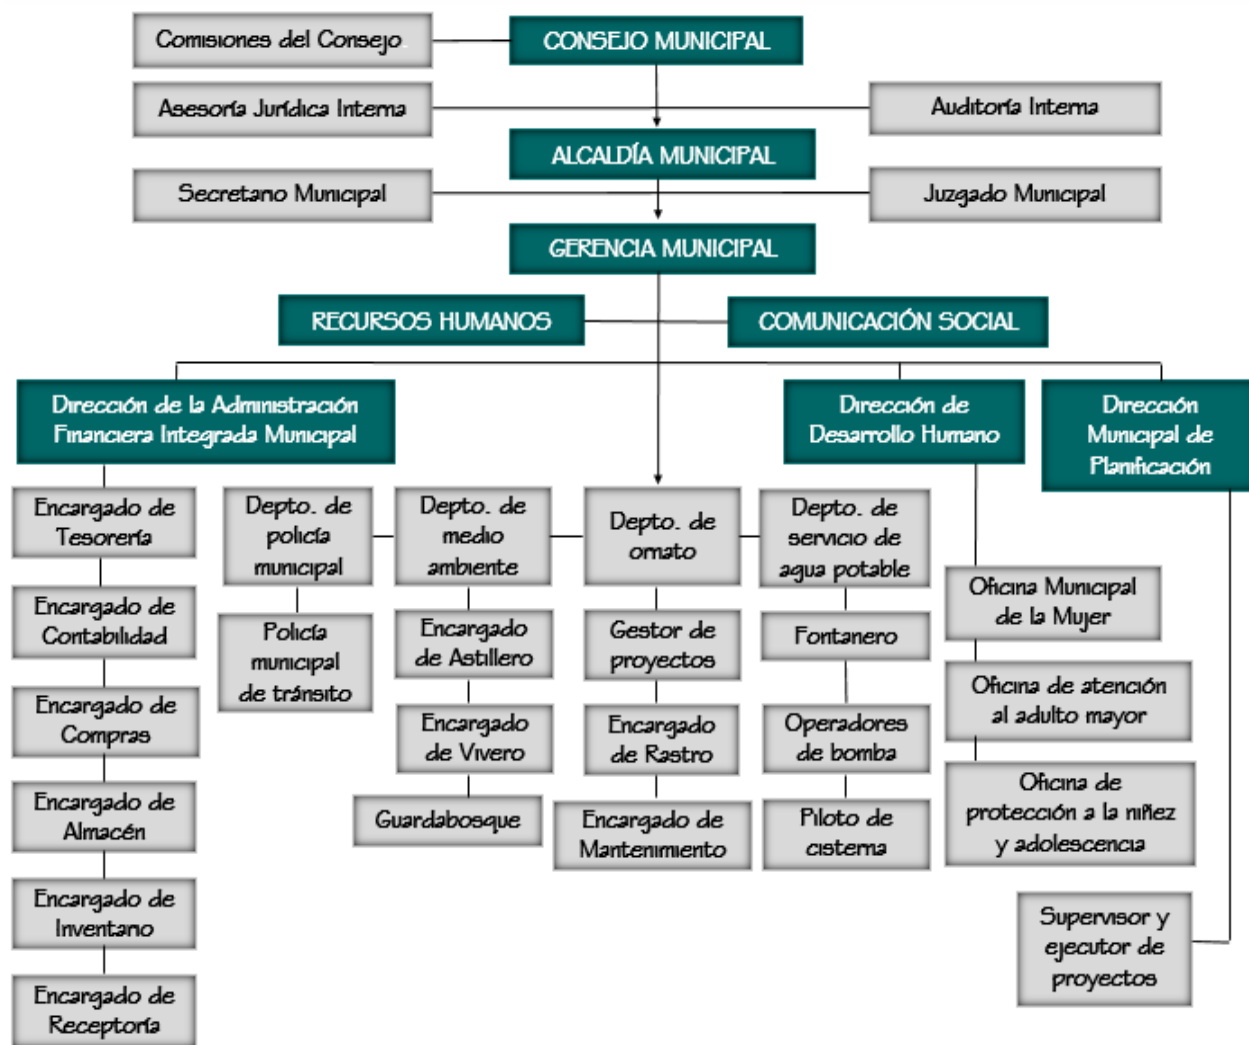 Comisiones del Consejo.
CONSEJO MUNICIPAL
Asesoría Jurídica Interna
Auditoría Interna
ALCALDÍA MUNICIPAL
Secretario Municipal
Juzgado Municipal
GERENCIA MUNICIPAL
RECURSOS HUMANOS
COMUNICACIÓN SOCIAL
Dirección de la Administración
Financiera Integrada Municipal
Dirección de
Desarrollo Humano
Dirección
Municipal de
Planificación
Encargado de
Tesorería
Encargado de
Contabilidad
Encargado de
Compras
Encargado de
Almacén
Encargado de
Inventario
Encargado de
Receptoría
Depto. de
policía
municipal
Policía
municipal
de tránsito
Depto. de
medio
ambiente
Encargado
de Astillero
Encargado
de Vivero
Guardabosque
Depto. de
ornato
Gestor de
proyectos
Encargado
de Rastro
Encargado de
Mantenimiento
Depto. de
servicio de
agua potable
Fontanero
Operadores
de bomba
Piloto de
cisterna
Oficina Municipal
de la Mujer
Oficina de atención
al adulto mayor
Oficina de
protección a la niñez
y adolescencia
Supervisor y
ejecutor de
proyectos